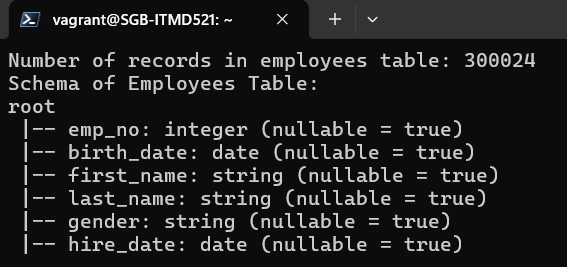 vagrant@SGB-ITMD521: ~
Number of records in employees table: 300024
Schema of Employees Table:
root
 |-- emp_no: integer (nullable = true)
 |-- birth_date: date (nullable = true)
 |-- first_name: string (nullable = true)
 |-- last_name: string (nullable = true)
 |-- gender: string (nullable = true)
 |-- hire_date: date (nullable = true)